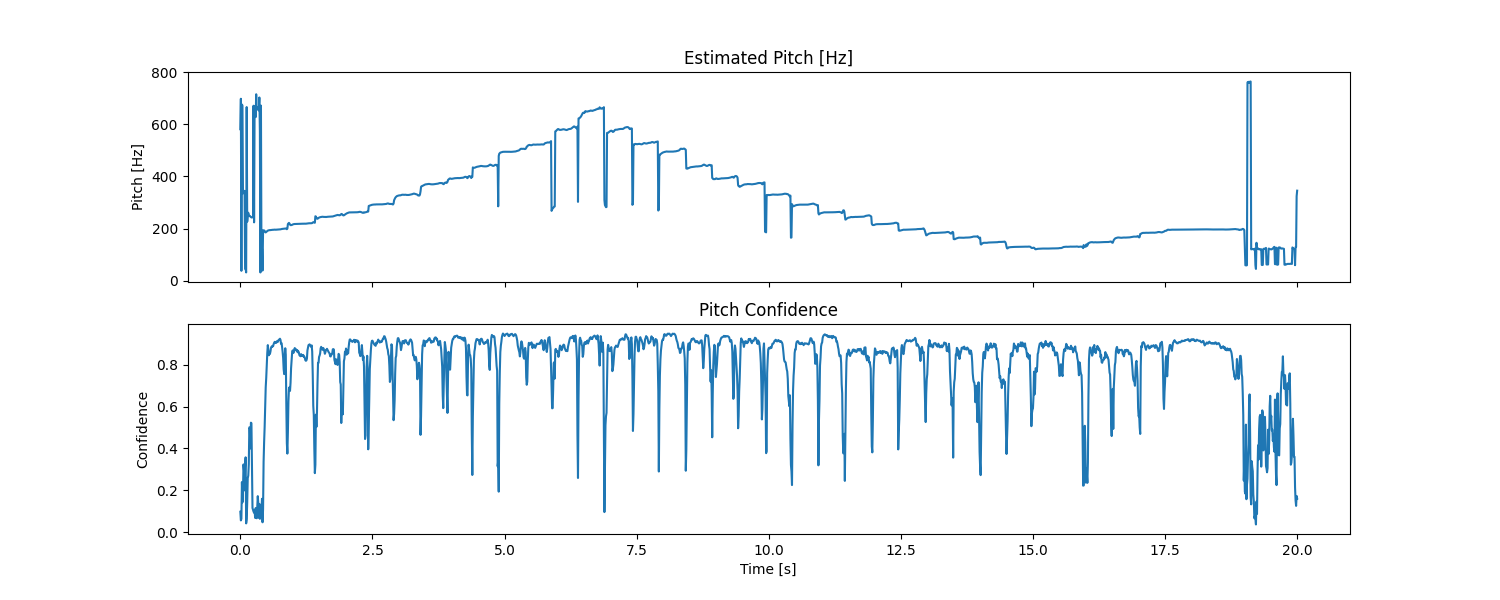 Estimated Pitch [Hz]
800
600
400
200
0
Pitch [Hz]
Pitch Confidence
0.8
0.6
0.4
0.2
0.0
Confidence
0.0 2.5 5.0 7.5 10.0 12.5 15.0 17.5 20.0
Time [s]